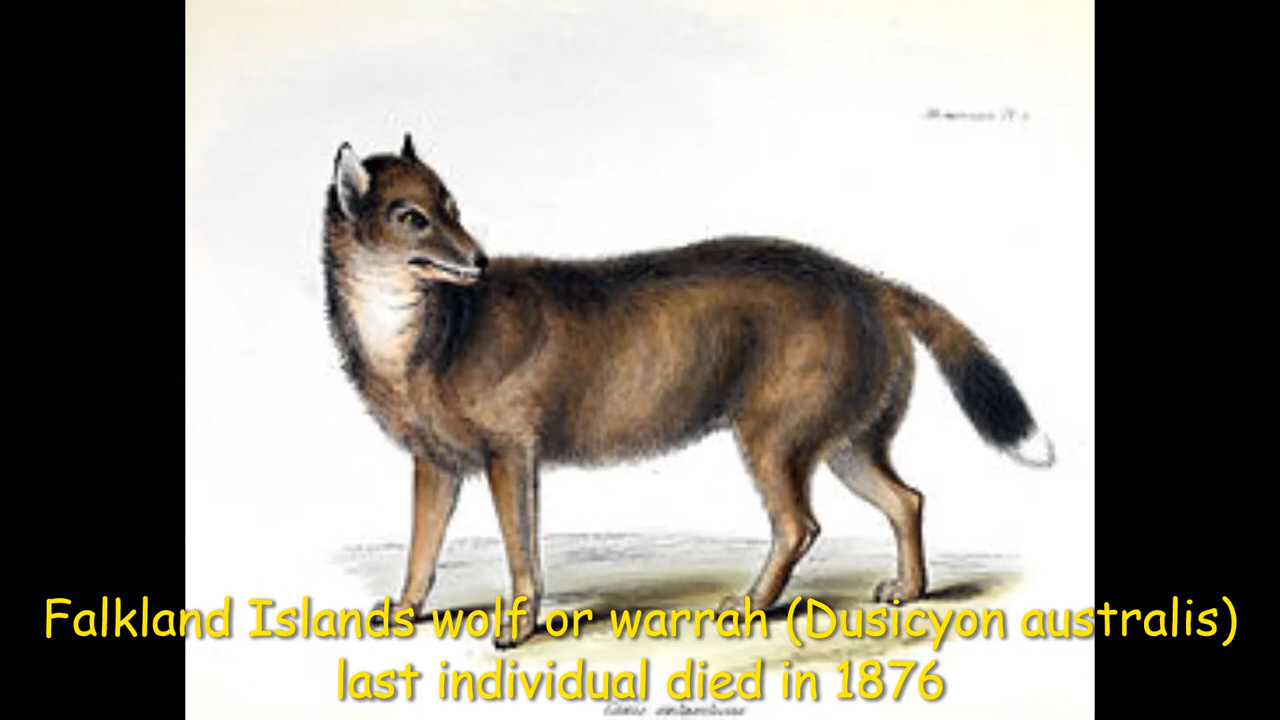 Falkland Islands wolf or warrah (Dusicyon australis)
last individual died in 1876